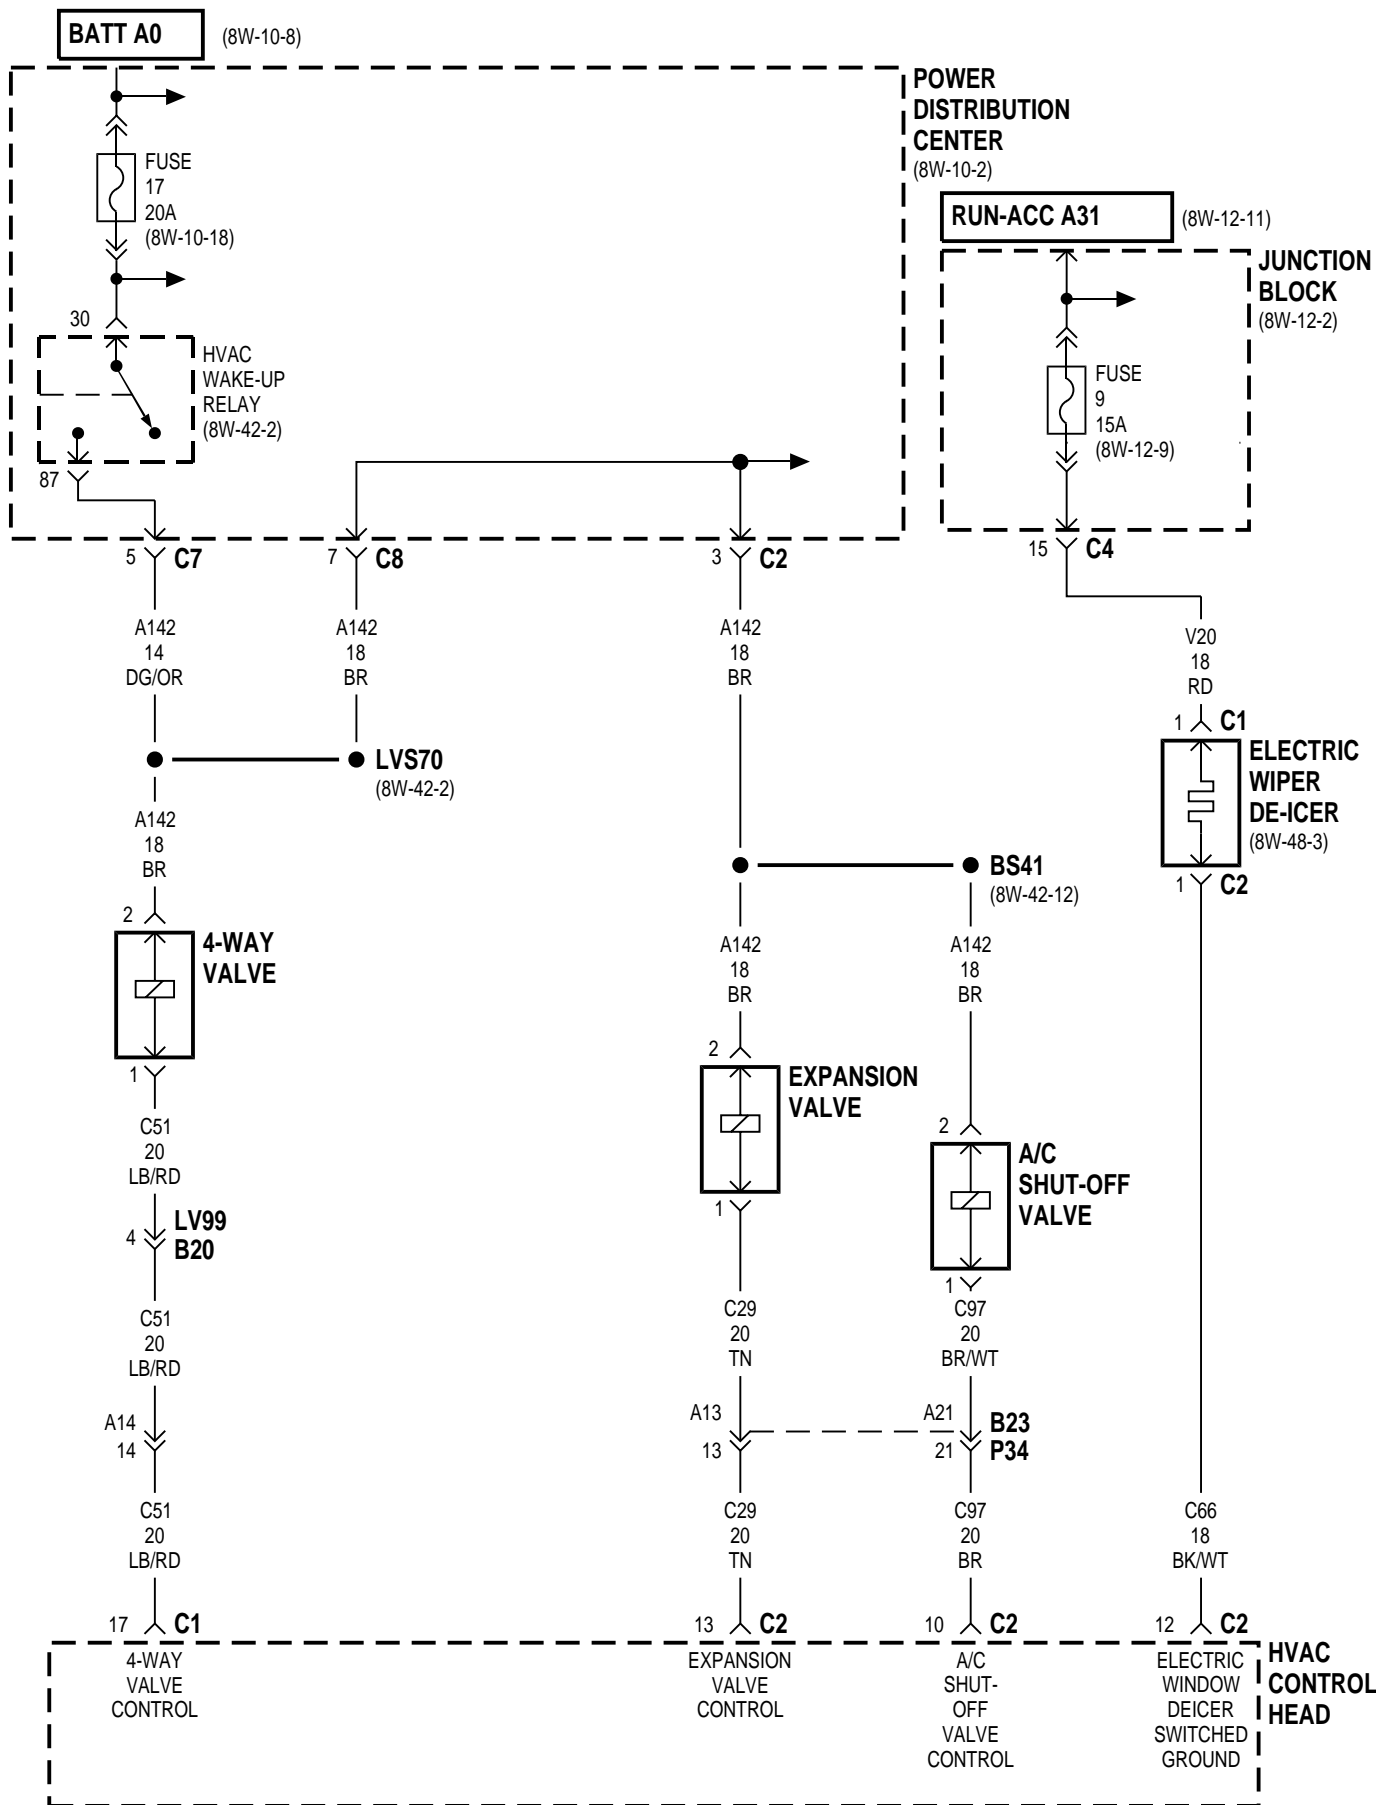 BATT A0
(8W-10-8)
POWER
DISTRIBUTION
CENTER
(8W-10-2)
FUSE
17
20A
(8W-10-18)
RUN-ACC A31
(8W-12-11)
JUNCTION
BLOCK
(8W-12-2)
30
HVAC
WAKE-UP
RELAY
(8W-42-2)
87
FUSE
9
15A
(8W-12-9)
5
C7
7
C8
3
C2
15
C4
A142
14
DG/OR
A142
18
BR
A142
18
BR
V20
18
RD
1
C1
ELECTRIC
WIPER
DE-ICER
(8W-48-3)
1
C2
LVS70
(8W-42-2)
A142
18
BR
BS41
(8W-42-12)
2
4-WAY
VALVE
1
A142
18
BR
A142
18
BR
2
EXPANSION
VALVE
1
2
A/C
SHUT-OFF
VALVE
1
C51
20
LB/RD
4
LV99
B20
C51
20
LB/RD
C29
20
TN
C97
20
BR/WT
A14
14
A13
13
A21
21
B23
P34
C51
20
LB/RD
C29
20
TN
C97
20
BR
C66
18
BK/WT
17
C1
13
C2
10
C2
12
C2
4-WAY
VALVE
CONTROL
EXPANSION
VALVE
CONTROL
A/C
SHUT-
OFF
VALVE
CONTROL
ELECTRIC
WINDOW
DEICER
SWITCHED
GROUND
HVAC
CONTROL
HEAD